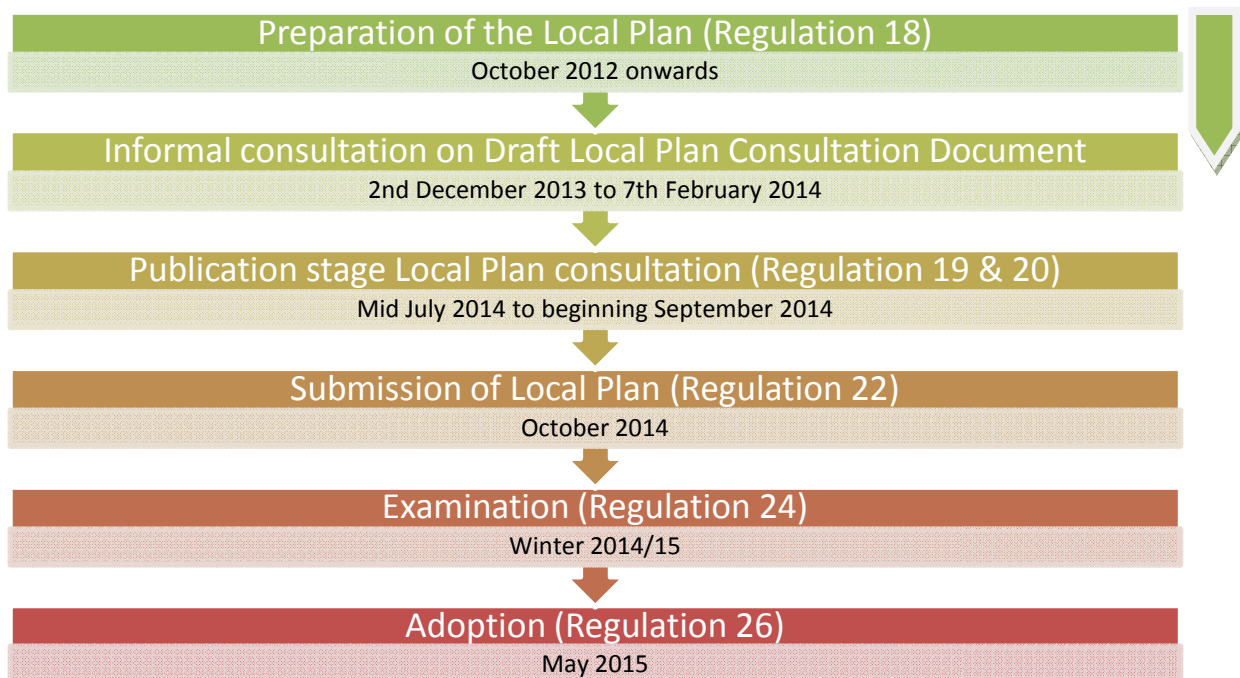 Preparation of the Local Plan (Regulation 18)
October 2012 onwards
Informal consultation on Draft Local Plan Consultation Document
2nd December 2013 to 7th February 2014
Publication stage Local Plan consultation (Regulation 19 & 20)
Mid July 2014 to beginning September 2014
Submission of Local Plan (Regulation 22)
October 2014
Examination (Regulation 24)
Winter 2014/15
Adoption (Regulation 26)
May 2015